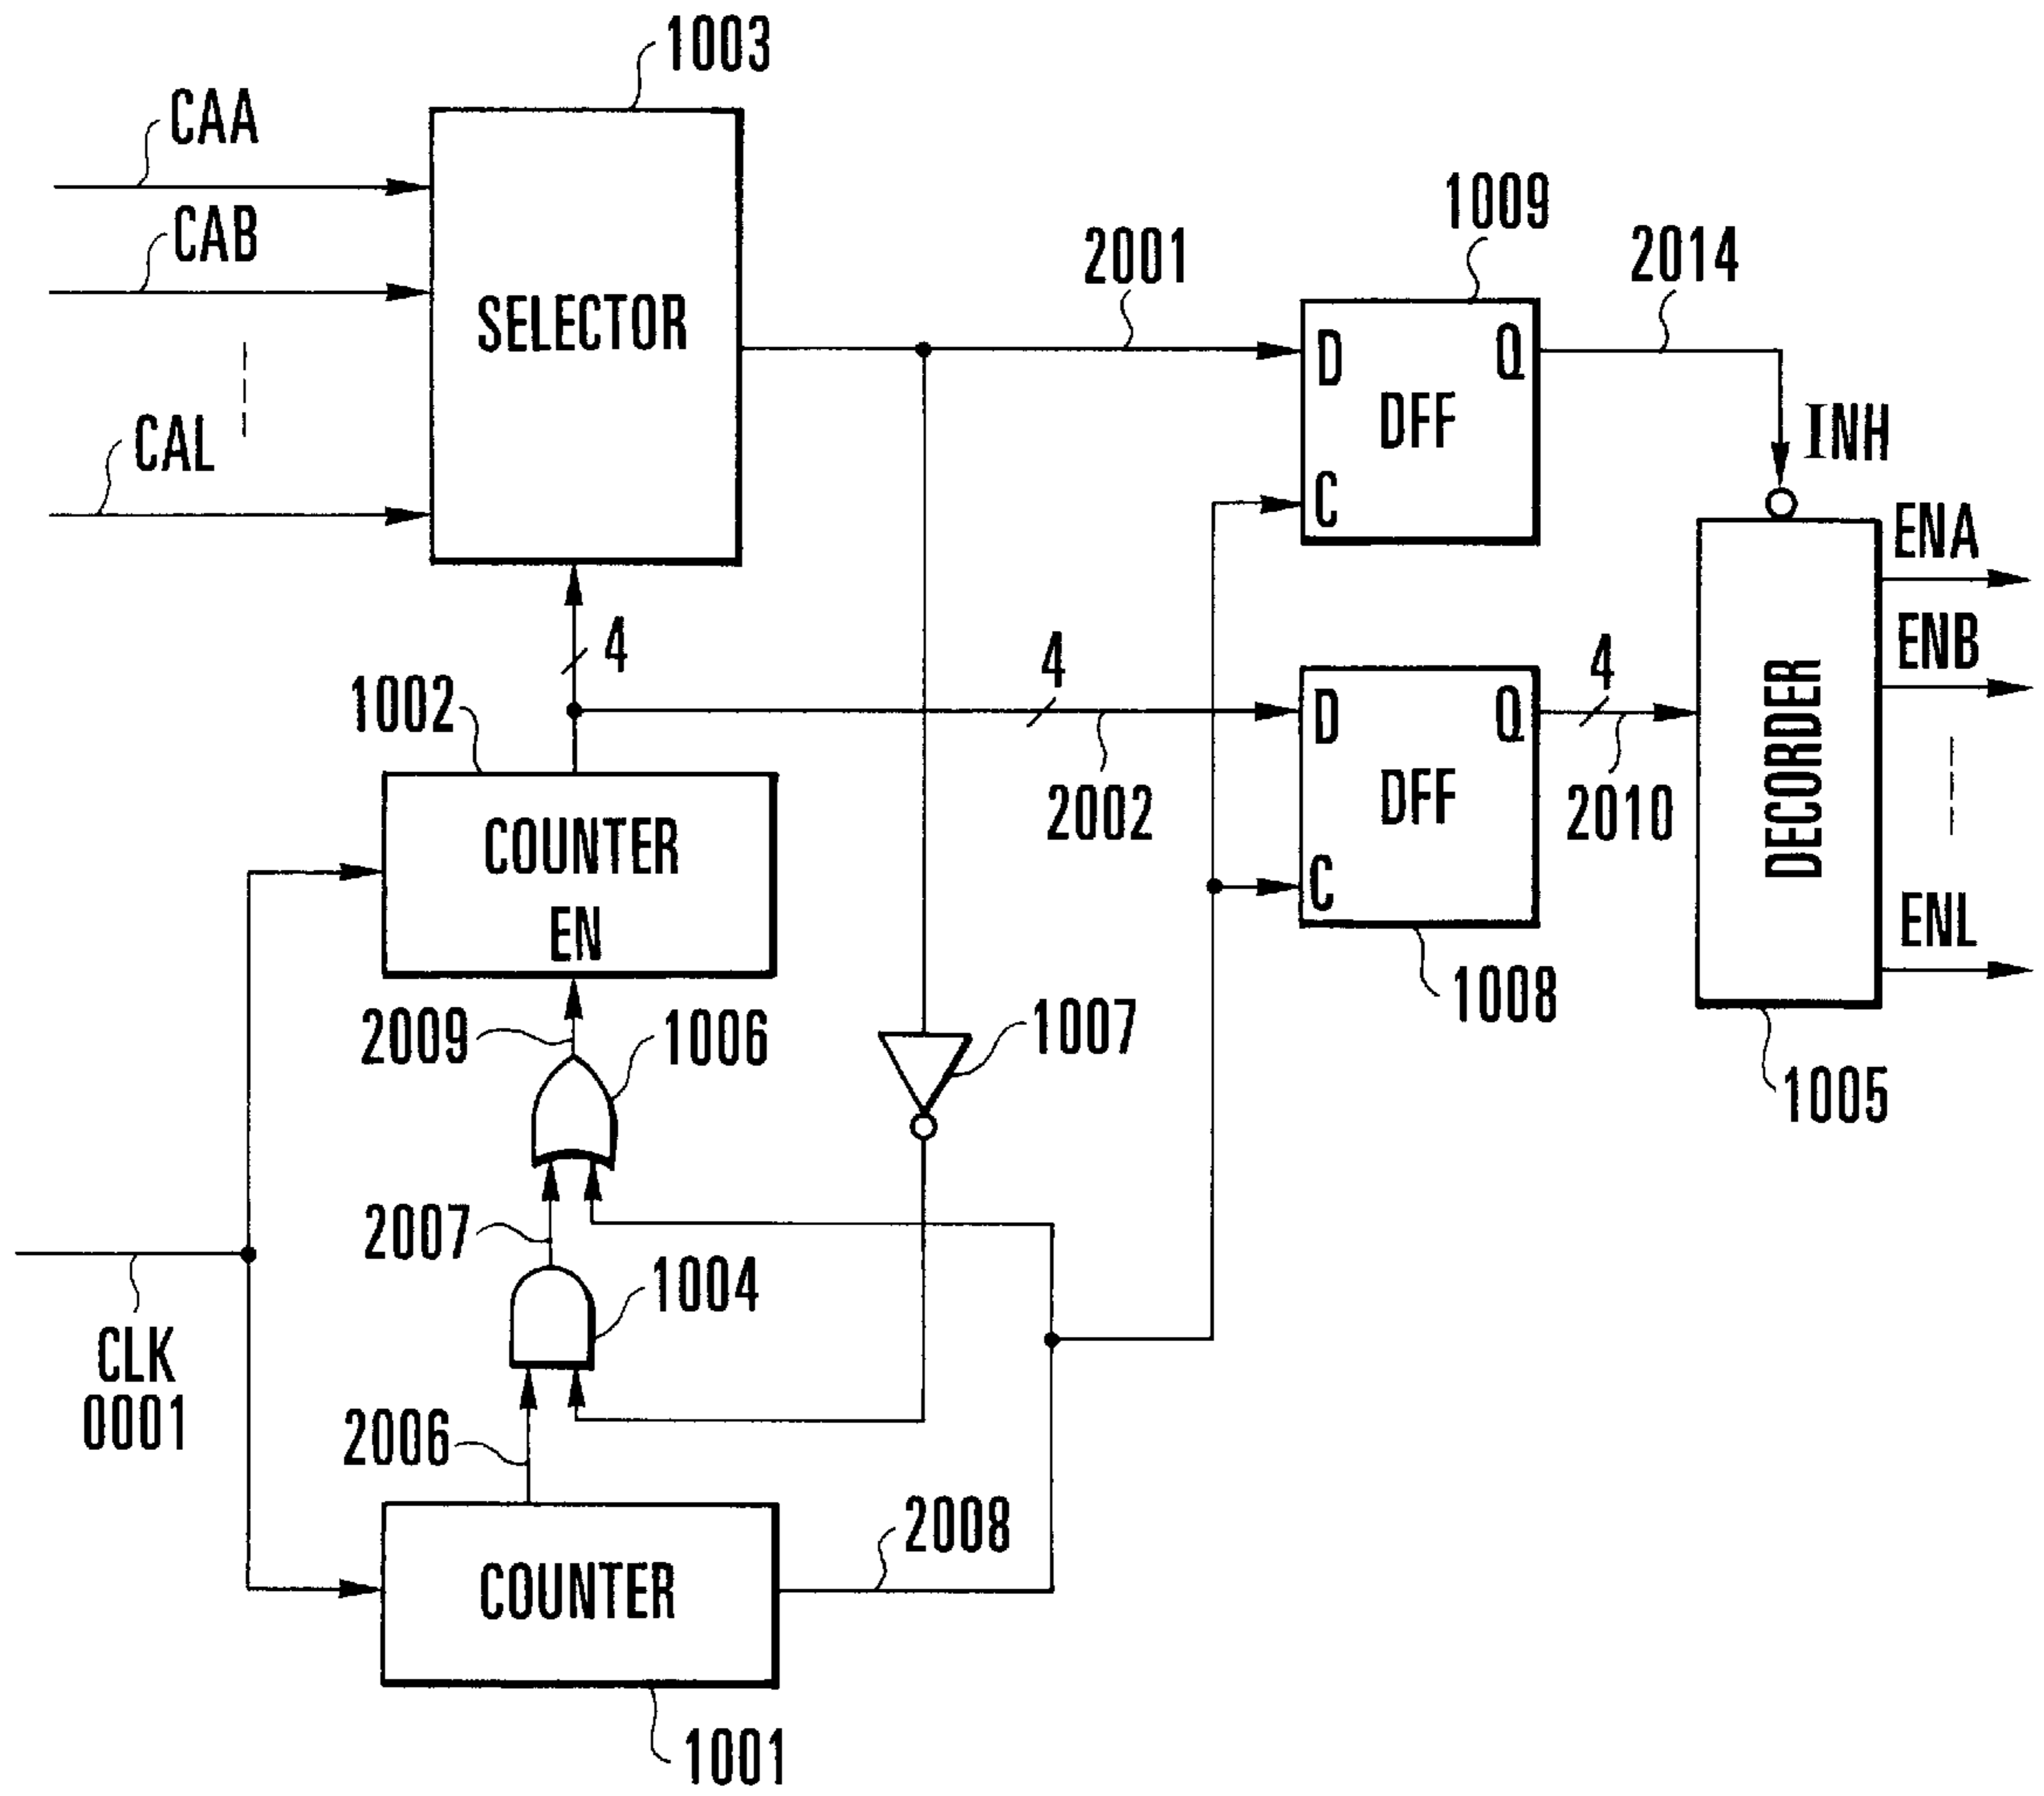 1003
CAA
CAB
CAL
SELECTOR
2001
1009
2014
D
Q
DFF
C
INH
ENA
ENB
ENL
4
4
4
1002
2002
D
Q
DFF
C
2010
DECORDER
COUNTER
EN
1008
1005
2009
1006
1007
2007
1004
CLK
0001
2006
2008
COUNTER
1001